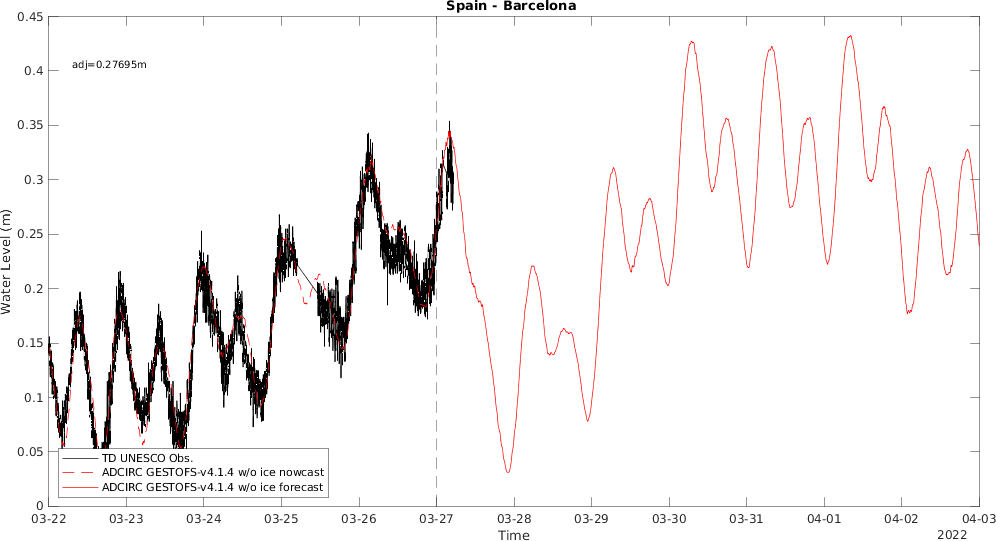 Spain - Barcelona
0.45
adj=0.27695m
0.4
0.35
0.3
0.25
0.2
0.15
0.1
0.05
0
Water Level (m)
TD UNESCO Obs.
ADCIRC GESTOFS-v4.1.4 w/o ice nowcast
ADCIRC GESTOFS-v4.1.4 w/o ice forecast
03-22 03-23 03-24 03-25 03-26 03-27 03-28 03-29 03-30 03-31 04-01 04-02 04-03
Time
2022